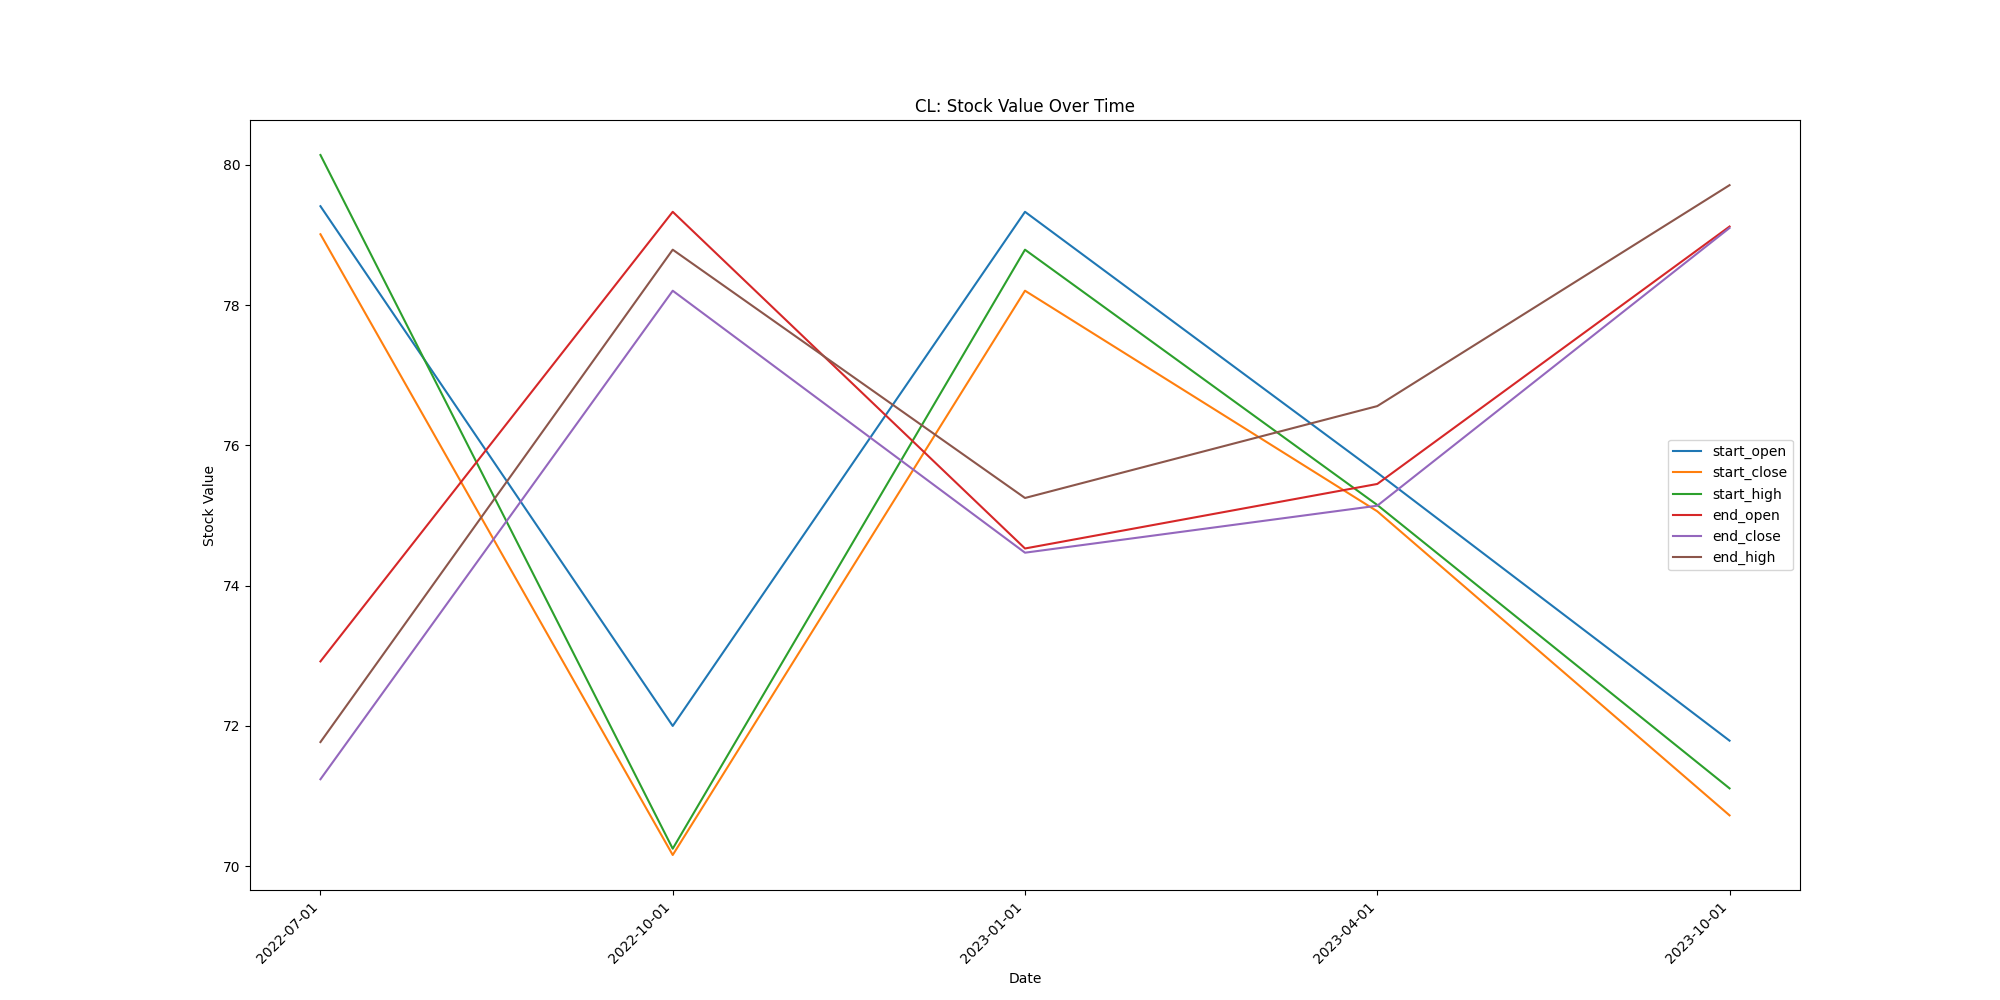 CL: Stock Value Over Time
Stock Value
80
78
76
74
72
70
start_open
start_close
start_high
end_open
end_close
end_high
2022-07-01
2022-10-01
2023-01-01
2023-04-01
2023-10-01
Date